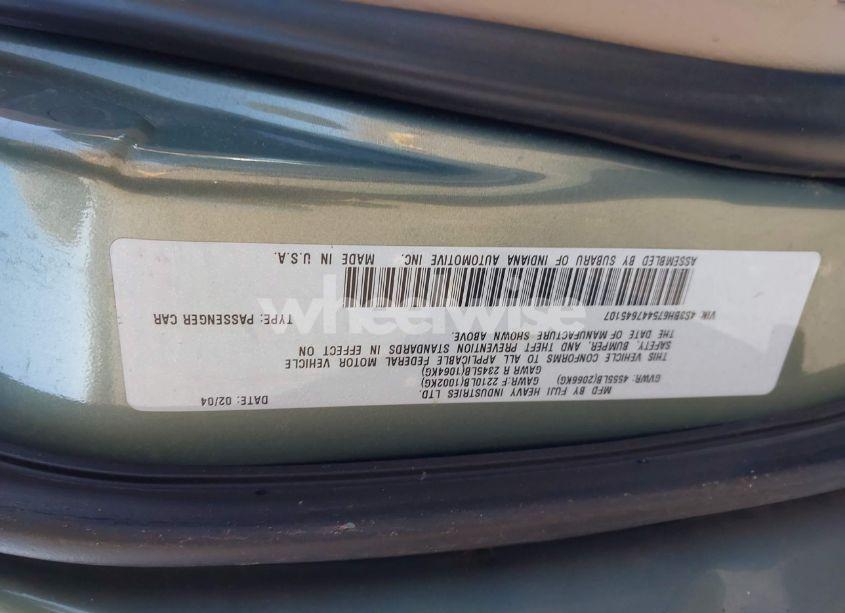 MFD BY FUJI HEAVY INDUSTRIES LTD. DATE: 02/04
GVWR: 4555LB(2066KG) GAWR:F 2210LB(1002KG)
GAWR:R 2345LB(1064KG)
THIS VEHICLE CONFORMS TO ALL APPLICABLE FEDERAL MOTOR VEHICLE
SAFETY, BUMPER, AND THEFT PREVENTION STANDARDS IN EFFECT ON
THE DATE OF MANUFACTURE SHOWN ABOVE.
VIN: 4S3BH675447645107 TYPE: PASSENGER CAR
ASSEMBLED BY SUBARU OF INDIANA AUTOMOTIVE INC. MADE IN U.S.A.
wheelwise